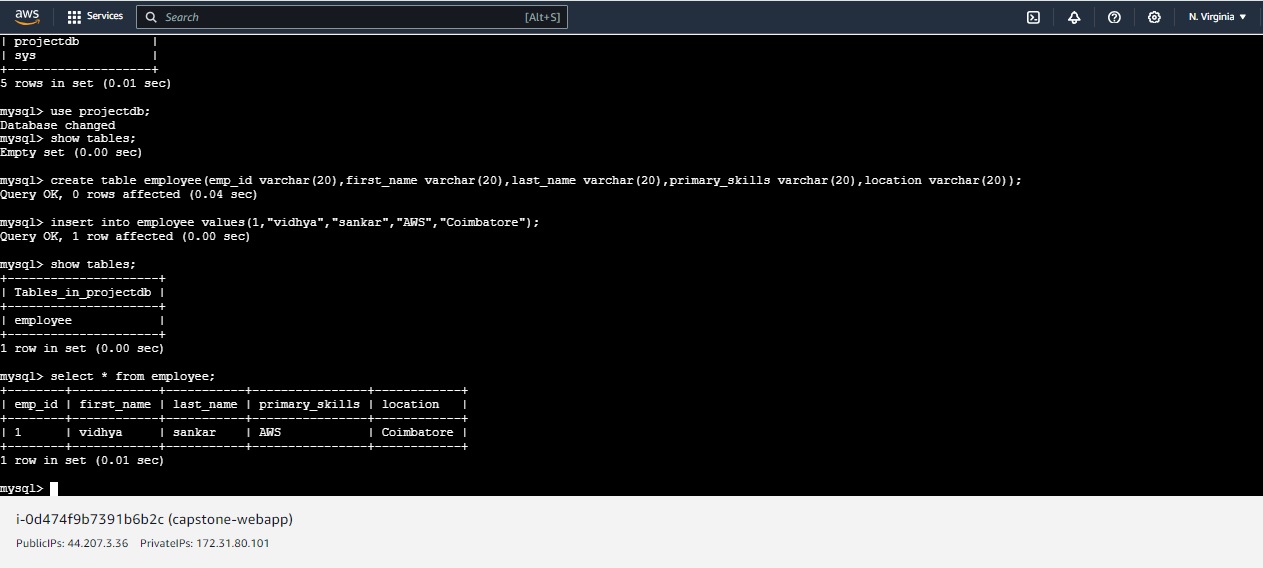 aws Services Search [Alt+S] N. Virginia ▼
| projectdb          |
| sys                |
+--------------------+
5 rows in set (0.01 sec)
mysql> use projectdb;
Database changed
mysql> show tables;
Empty set (0.00 sec)
mysql> create table employee(emp_id varchar(20),first_name varchar(20),last_name varchar(20),primary_skills varchar(20),location varchar(20));
Query OK, 0 rows affected (0.04 sec)
mysql> insert into employee values(1,"vidhya","sankar","AWS","Coimbatore");
Query OK, 1 row affected (0.00 sec)
mysql> show tables;
+---------------------+
| Tables_in_projectdb |
+---------------------+
| employee            |
+---------------------+
1 row in set (0.00 sec)
mysql> select * from employee;
+--------+------------+-----------+----------------+------------+
| emp_id | first_name | last_name | primary_skills | location   |
+--------+------------+-----------+----------------+------------+
| 1      | vidhya     | sankar    | AWS            | Coimbatore |
+--------+------------+-----------+----------------+------------+
1 row in set (0.01 sec)
mysql>
i-0d474f9b7391b6b2c (capstone-webapp)
PublicIPs: 44.207.3.36 PrivateIPs: 172.31.80.101